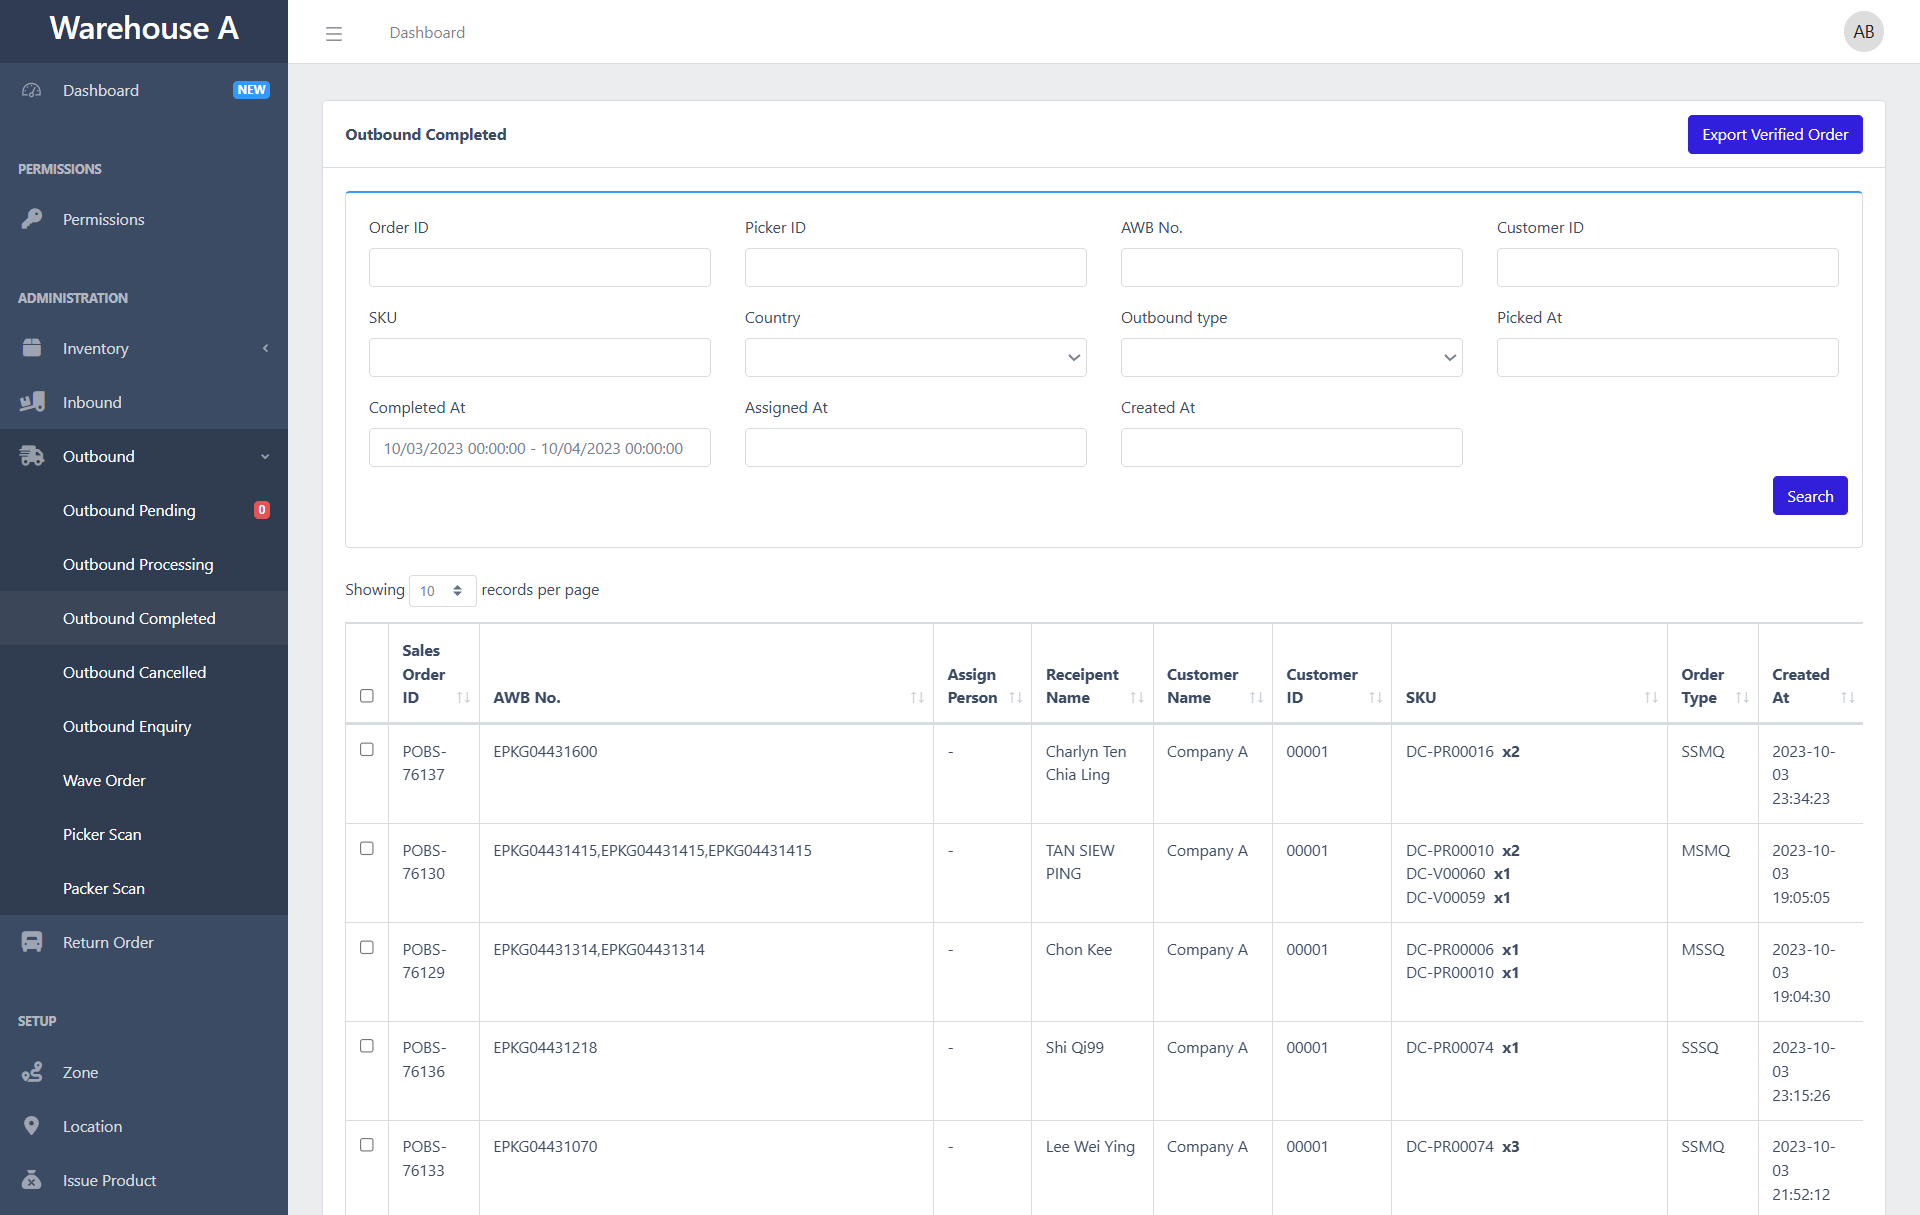 Warehouse A
Dashboard
AB
Dashboard NEW
PERMISSIONS
Permissions
ADMINISTRATION
Inventory
Inbound
Outbound
Outbound Pending 0
Outbound Processing
Outbound Completed
Outbound Cancelled
Outbound Enquiry
Wave Order
Picker Scan
Packer Scan
Return Order
SETUP
Zone
Location
Issue Product
Outbound Completed
Export Verified Order
Order ID Picker ID AWB No. Customer ID
SKU Country Outbound type Picked At
Completed At Assigned At Created At
10/03/2023 00:00:00 - 10/04/2023 00:00:00
Search
Showing 10 records per page
Sales Order ID AWB No. Assign Person Receipent Name Customer Name Customer ID SKU Order Type Created At
POBS-76137 EPKG04431600 - Charlyn Ten Chia Ling Company A 00001 DC-PR00016 x2 SSMQ 2023-10-03 23:34:23
POBS-76130 EPKG04431415,EPKG04431415,EPKG04431415 - TAN SIEW PING Company A 00001 DC-PR00010 x2 DC-V00060 x1 DC-V00059 x1 MSMQ 2023-10-03 19:05:05
POBS-76129 EPKG04431314,EPKG04431314 - Chon Kee Company A 00001 DC-PR00006 x1 DC-PR00010 x1 MSSQ 2023-10-03 19:04:30
POBS-76136 EPKG04431218 - Shi Qi99 Company A 00001 DC-PR00074 x1 SSSQ 2023-10-03 23:15:26
POBS-76133 EPKG04431070 - Lee Wei Ying Company A 00001 DC-PR00074 x3 SSMQ 2023-10-03 21:52:12